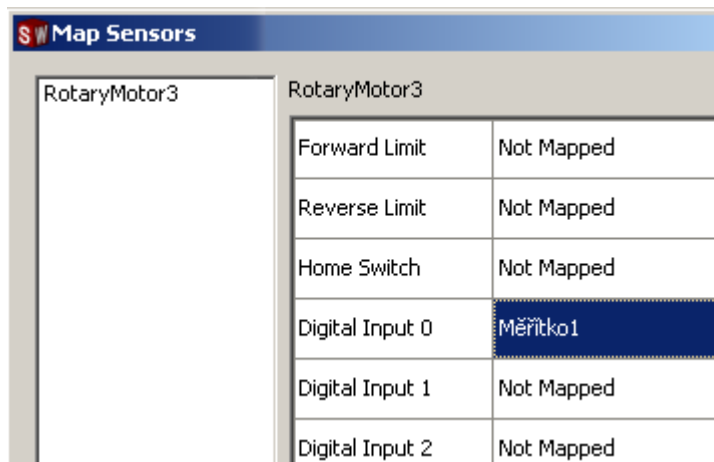 SW Map Sensors
RotaryMotor3
RotaryMotor3
Forward Limit Not Mapped
Reverse Limit Not Mapped
Home Switch Not Mapped
Digital Input 0 Měřítko1
Digital Input 1 Not Mapped
Digital Input 2 Not Mapped